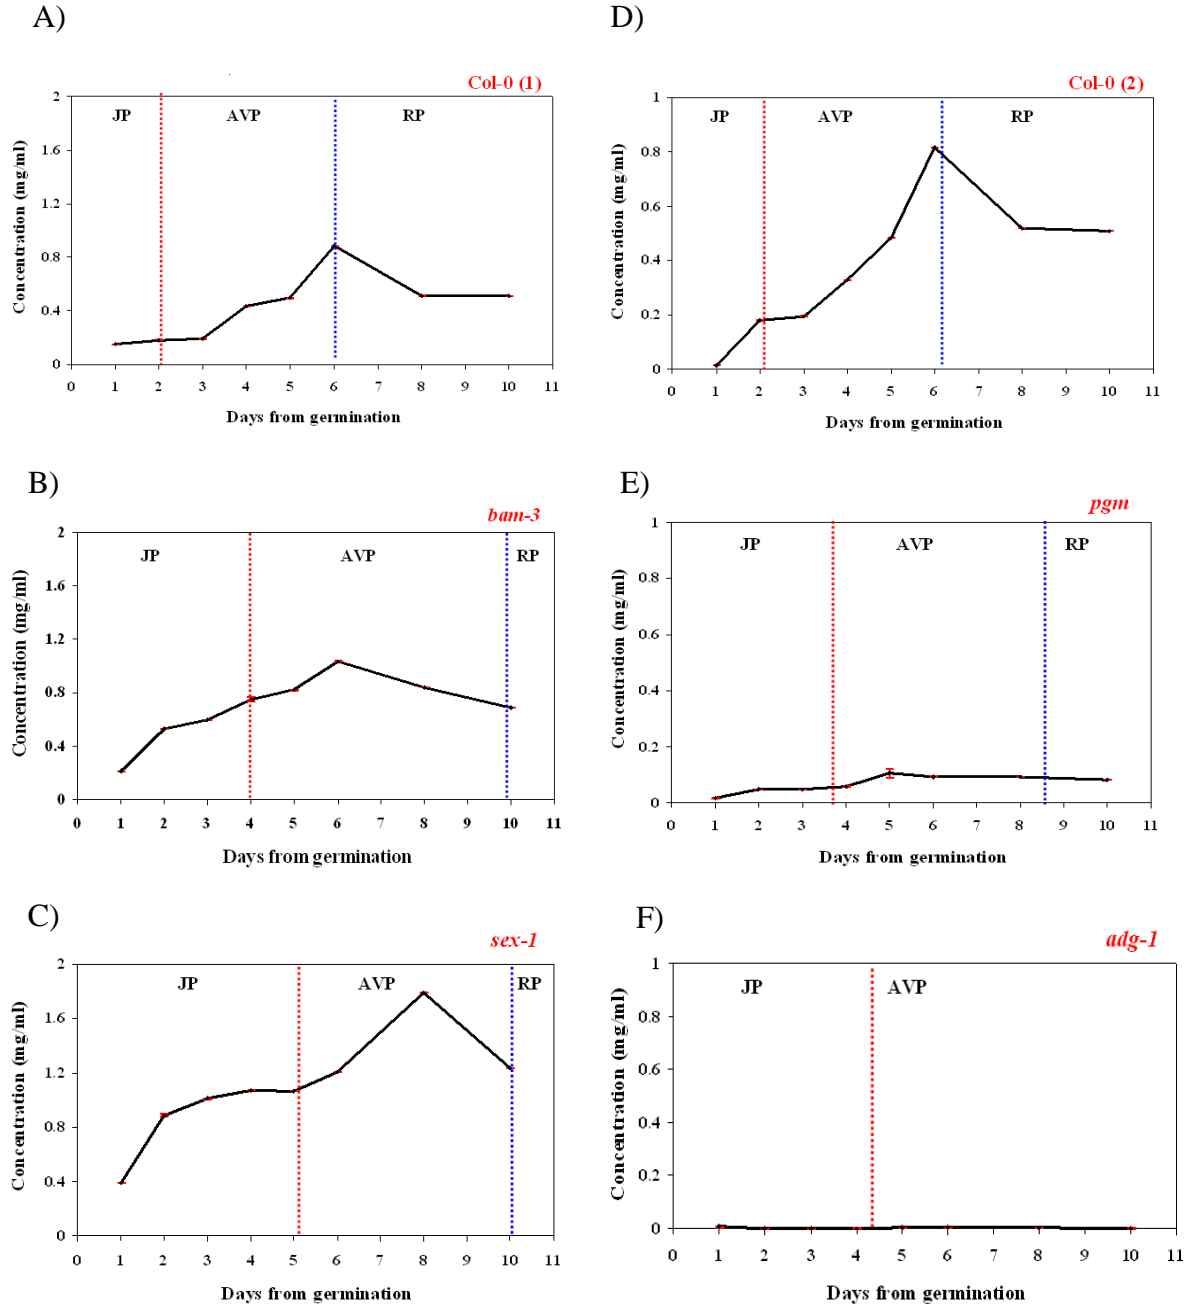 A)
Col-0 (1)
JP AVP RP
2
1.6
1.2
0.8
0.4
0
0 1 2 3 4 5 6 7 8 9 10 11
Concentration (mg/ml)
Days from germination
D)
Col-0 (2)
JP AVP RP
1
0.8
0.6
0.4
0.2
0
0 1 2 3 4 5 6 7 8 9 10 11
Concentration (mg/ml)
Days from germination
B)
bam-3
JP AVP RP
2
1.6
1.2
0.8
0.4
0
0 1 2 3 4 5 6 7 8 9 10 11
Concentration (mg/ml)
Days from germination
E)
pgm
JP AVP RP
1
0.8
0.6
0.4
0.2
0
0 1 2 3 4 5 6 7 8 9 10 11
Concentration (mg/ml)
Days from germination
C)
sex-1
JP AVP RP
2
1.6
1.2
0.8
0.4
0
0 1 2 3 4 5 6 7 8 9 10 11
Concentration (mg/ml)
Days from germination
F)
adg-1
JP AVP
1
0.8
0.6
0.4
0.2
0
0 1 2 3 4 5 6 7 8 9 10 11
Concentration (mg/ml)
Days from germination